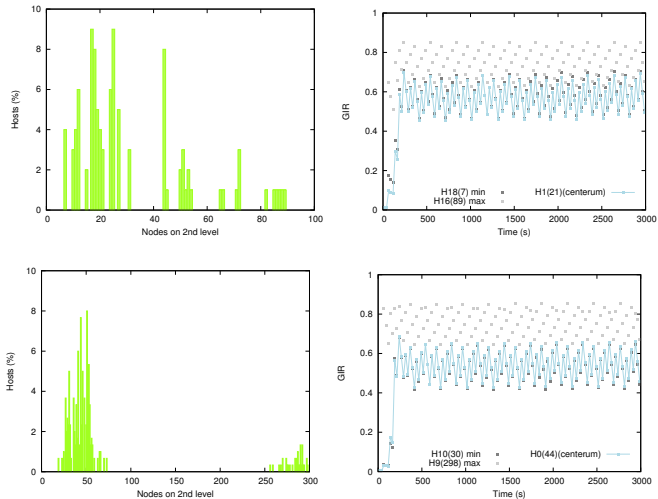 10
8
6
4
2
0
Hosts (%)
0 20 40 60 80 100
Nodes on 2nd level
1
0.8
0.6
0.4
0.2
0
GIR
H18(7) min
H16(89) max
H1(21)(centerum)
0 500 1000 1500 2000 2500 3000
Time (s)
10
8
6
4
2
0
Hosts (%)
0 50 100 150 200 250 300
Nodes on 2nd level
1
0.8
0.6
0.4
0.2
0
GIR
H10(30) min
H9(298) max
H0(44)(centerum)
0 500 1000 1500 2000 2500 3000
Time (s)